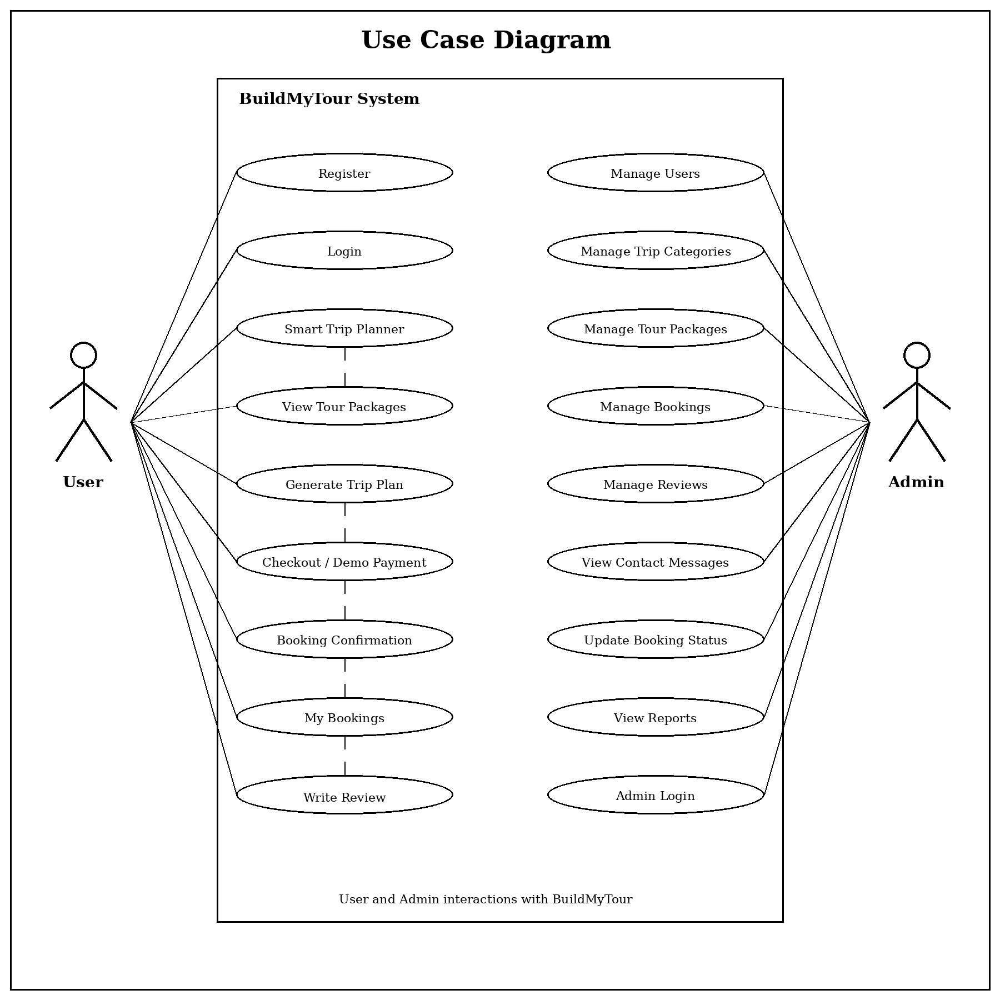 Use Case Diagram
BuildMyTour System
Register
Manage Users
Login
Manage Trip Categories
Smart Trip Planner
Manage Tour Packages
View Tour Packages
Manage Bookings
User
Generate Trip Plan
Manage Reviews
Admin
Checkout / Demo Payment
View Contact Messages
Booking Confirmation
Update Booking Status
My Bookings
View Reports
Write Review
Admin Login
User and Admin interactions with BuildMyTour